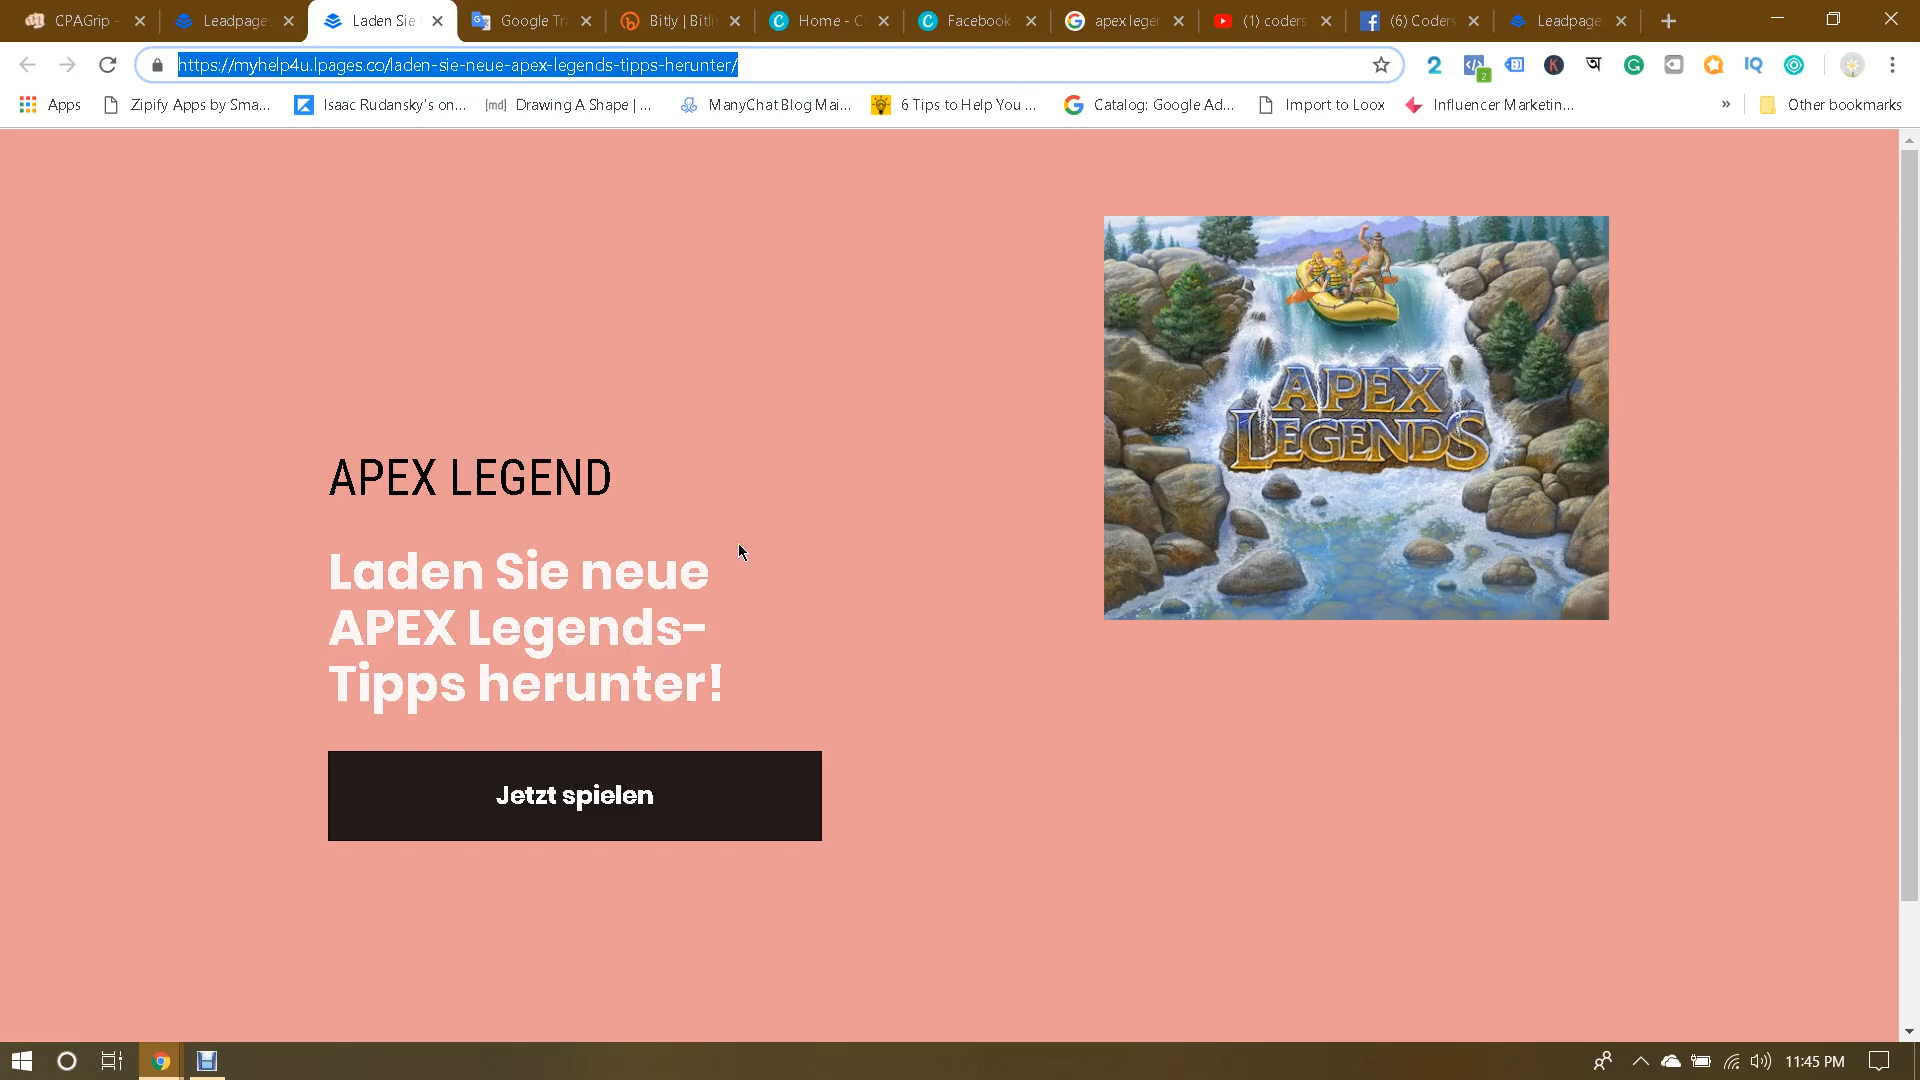 CPAGrip -
Leadpage
Laden Sie
Google Tr
Bitly | Bitl
Home - C
Facebook
apex lege
(1) coders
(6) Coders
Leadpage
https://myhelp4u.lpages.co/laden-sie-neue-apex-legends-tipps-herunter/
Apps
Zipify Apps by Sma...
Isaac Rudansky's on...
[md] Drawing A Shape | ...
ManyChat Blog Mai...
6 Tips to Help You ...
Catalog: Google Ad...
Import to Loox
Influencer Marketin...
»
Other bookmarks
APEX
LEGENDS
APEX LEGEND
Laden Sie neue
APEX Legends-
Tipps herunter!
Jetzt spielen
11:45 PM